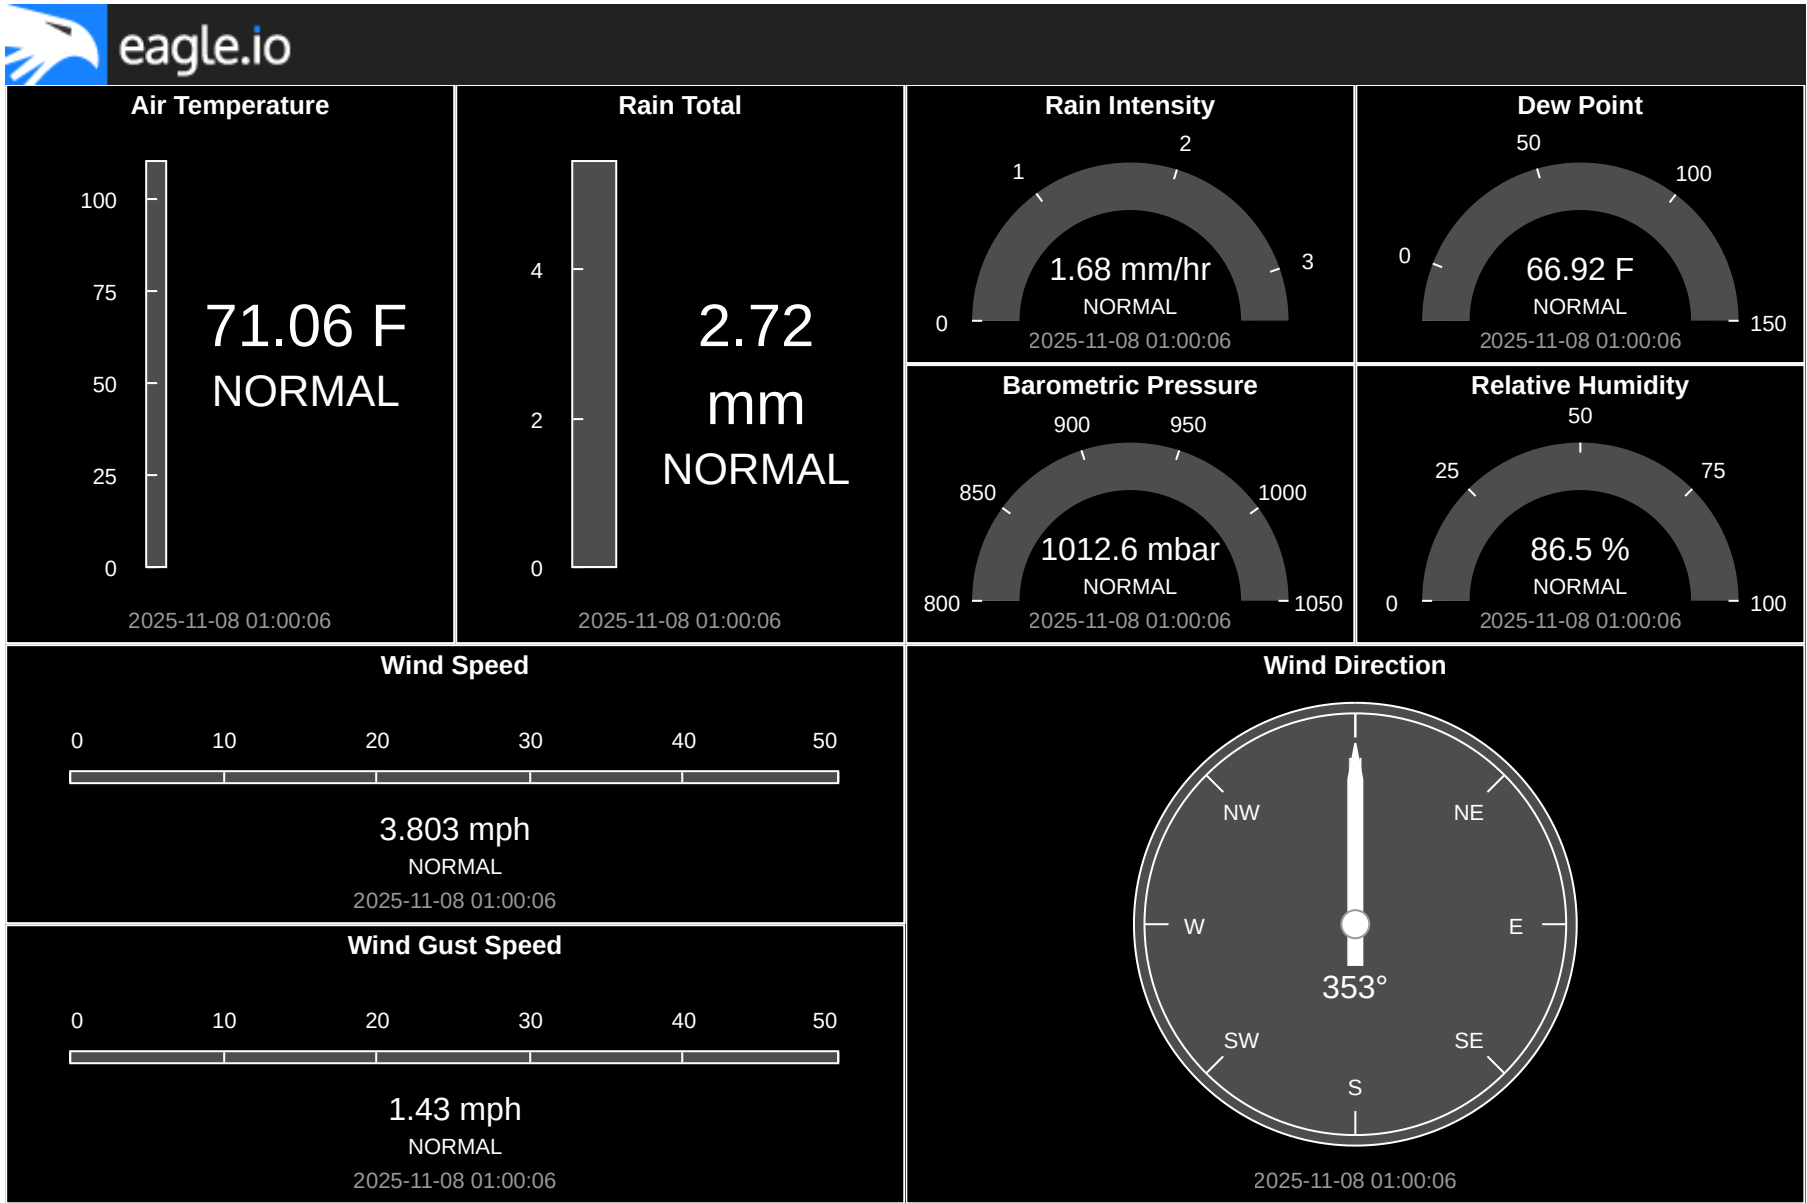 eagle.io
Air Temperature
100
75
50
25
0
71.06 F
NORMAL
2025-11-08 01:00:06
Rain Total
4
2
0
2.72
mm
NORMAL
2025-11-08 01:00:06
Rain Intensity
0
1
2
3
1.68 mm/hr
NORMAL
2025-11-08 01:00:06
Dew Point
0
50
100
150
66.92 F
NORMAL
2025-11-08 01:00:06
Barometric Pressure
800
850
900
950
1000
1050
1012.6 mbar
NORMAL
2025-11-08 01:00:06
Relative Humidity
0
25
50
75
100
86.5 %
NORMAL
2025-11-08 01:00:06
Wind Speed
0 10 20 30 40 50
3.803 mph
NORMAL
2025-11-08 01:00:06
Wind Gust Speed
0 10 20 30 40 50
1.43 mph
NORMAL
2025-11-08 01:00:06
Wind Direction
NW NE
W E
353°
SW SE
S
2025-11-08 01:00:06